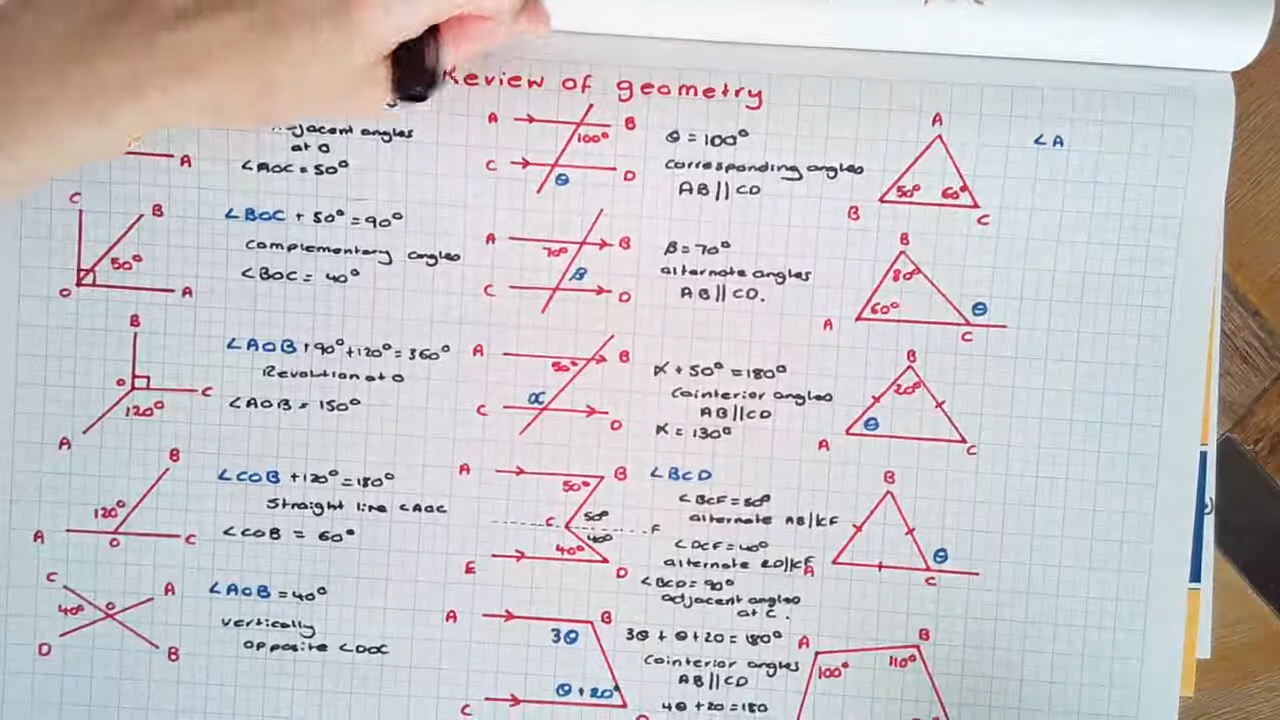 Review of geometry
adjacent angles
at O
∠AOC = 50°
A
C
B
50°
O
A
∠BOC + 50° = 90°
Complementary angles
∠BOC = 40°
B
O
C
120°
A
∠AOB + 90° + 120° = 360°
Revolution at O
∠AOB = 150°
B
120°
A
O
C
∠COB + 120° = 180°
Straight line ∠AOC
∠COB = 60°
C
A
40°
O
D
B
∠AOB = 40°
vertically
opposite ∠DOC
A
B
100°
C
D
θ
θ = 100°
corresponding angles
AB || CD
A
B
70°
β
C
D
β = 70°
alternate angles
AB || CD.
A
B
50°
α
C
D
α + 50° = 180°
Cointerior angles
AB || CD
α = 130°
A
B
50°
C
50°
40°
F
40°
E
D
∠BCD
∠BCF = 50°
alternate AB||CF
∠DCF = 40°
alternate ED||CF
∠BCD = 90°
adjacent angles
at C.
A
B
3θ
θ + 20°
C
3θ + θ + 20 = 180°
Cointerior angles
AB || CD
4θ + 20 = 180
A
50°
60°
B
C
∠A
B
80°
60°
θ
A
C
B
20°
θ
A
C
B
θ
A
C
A
B
100°
110°